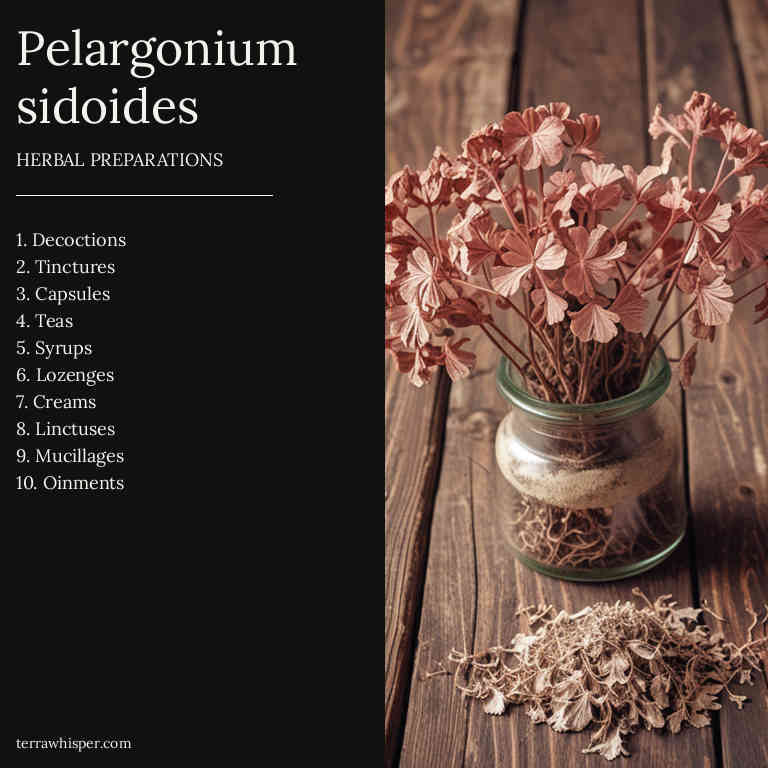 Pelargonium
sidoides
HERBAL PREPARATIONS
1. Decoctions
2. Tinctures
3. Capsules
4. Teas
5. Syrups
6. Lozenges
7. Creams
8. Linctuses
9. Mucillages
10. Oinments
terrawhisper.com